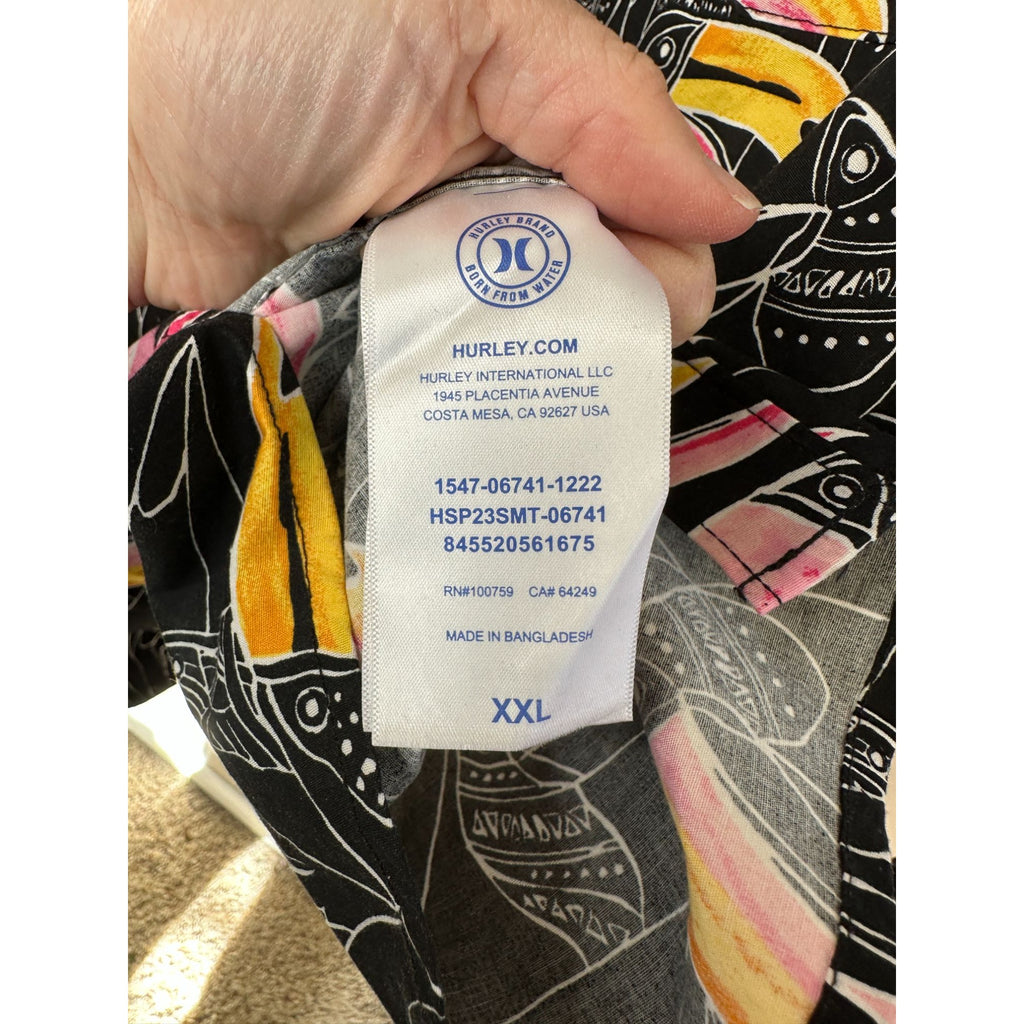 HURLEY BRAND
BORN FROM WATER
HURLEY.COM
HURLEY INTERNATIONAL LLC
1945 PLACENTIA AVENUE
COSTA MESA, CA 92627 USA
1547-06741-1222
HSP23SMT-06741
845520561675
RN#100759 CA# 64249
MADE IN BANGLADESH
XXL